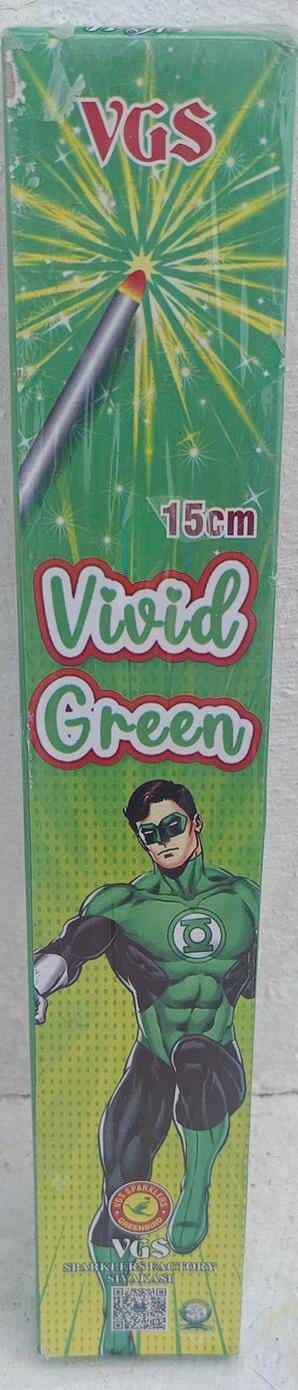 VGS
15cm
Vivid
Green
VGS SPARKLERS
GREENBIRD
VGS
SPARKLERS FACTORY
SIVAKASI